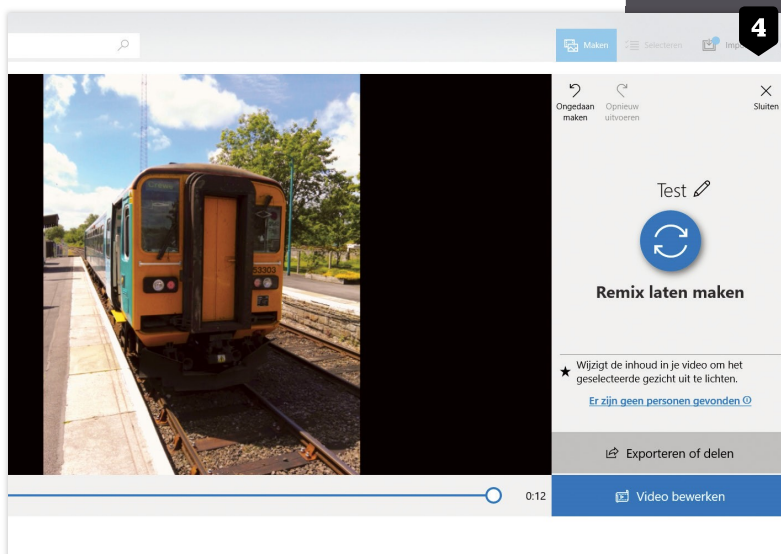 4
Maken
Selecteren
Ongedaan maken
Opnieuw uitvoeren
Sluiten
Test
Remix laten maken
53303
Wijzigt de inhoud in je video om het
geselecteerde gezicht uit te lichten.
Er zijn geen personen gevonden
Exporteren of delen
0:12
Video bewerken